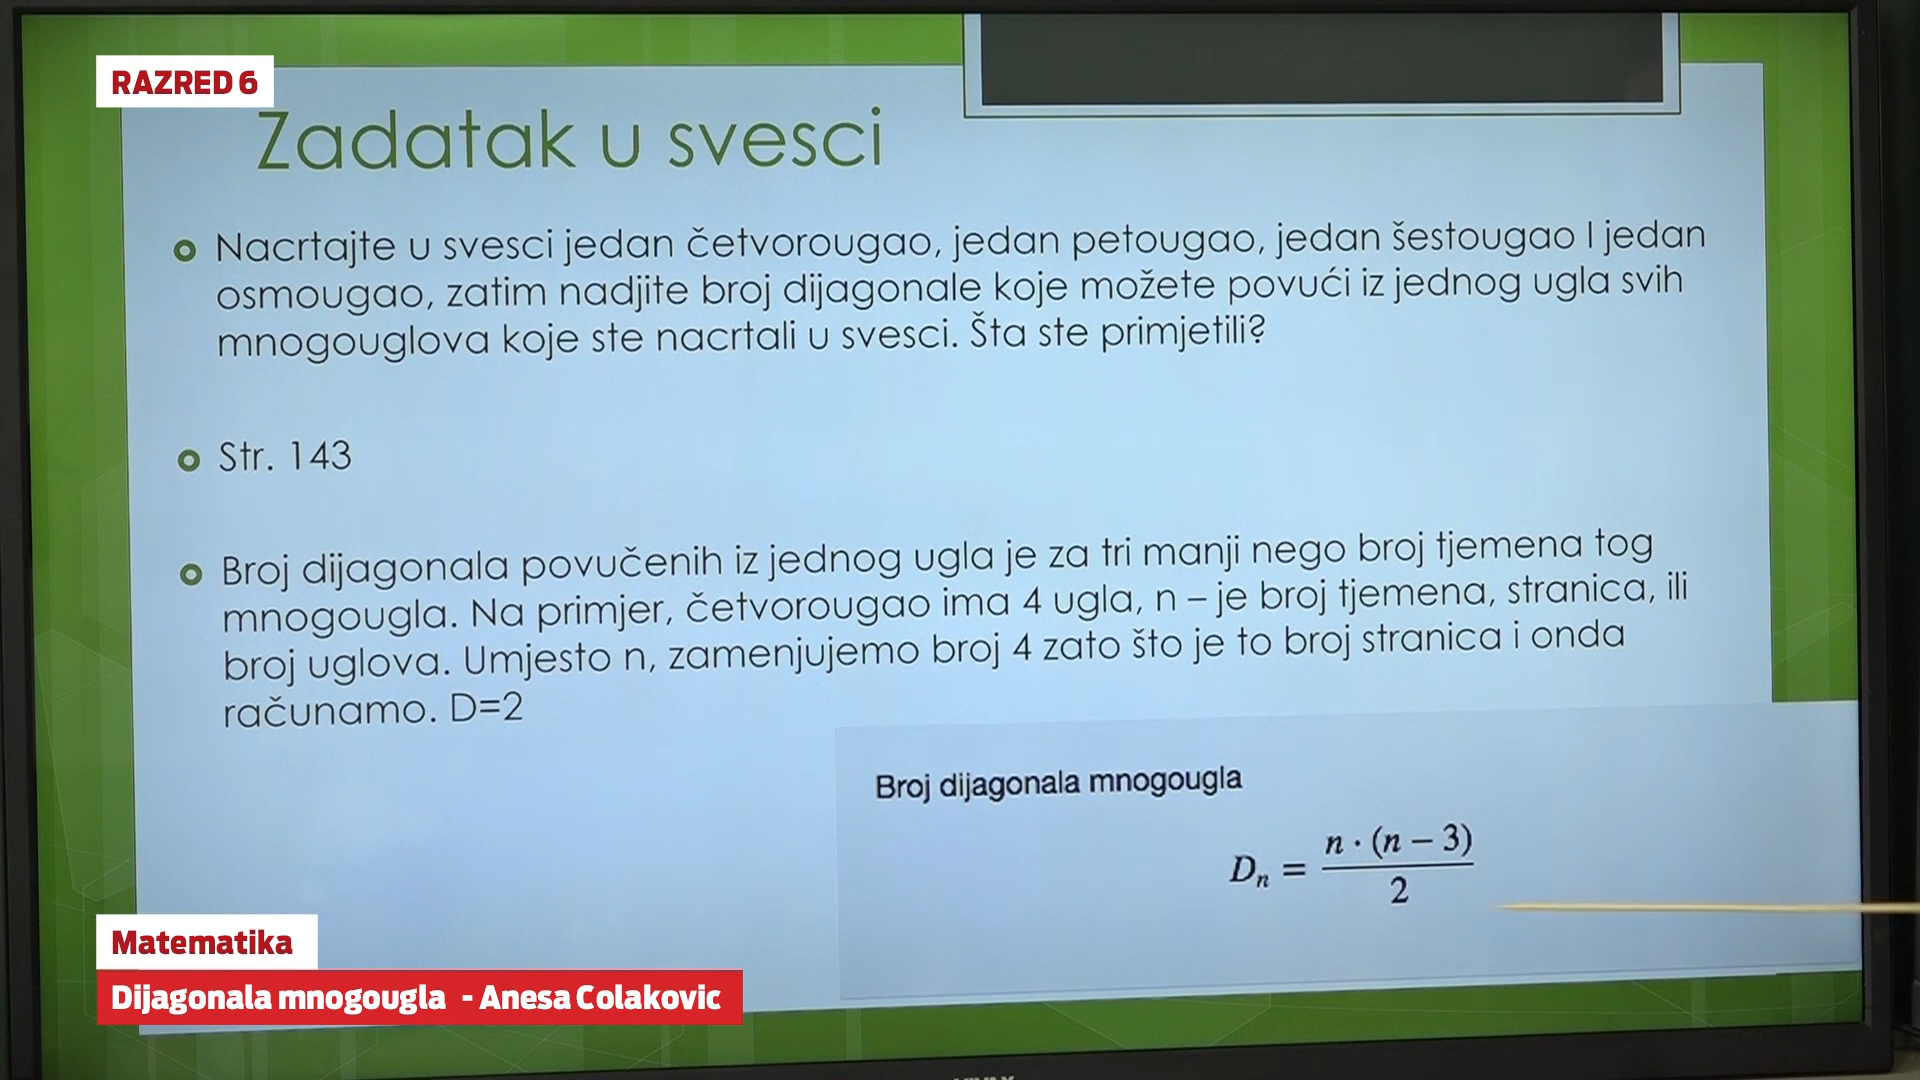 RAZRED 6
Zadatak u svesci
Nacrtajte u svesci jedan četvorougao, jedan petougao, jedan šestougao I jedan
osmougao, zatim nadjite broj dijagonale koje možete povući iz jednog ugla svih
mnogouglova koje ste nacrtali u svesci. Šta ste primjetili?
Str. 143
Broj dijagonala povučenih iz jednog ugla je za tri manji nego broj tjemena tog
mnogougla. Na primjer, četvorougao ima 4 ugla, n – je broj tjemena, stranica, ili
broj uglova. Umjesto n, zamenjujemo broj 4 zato što je to broj stranica i onda
računamo. D=2
Broj dijagonala mnogougla
Dₙ = n · (n − 3) / 2
Matematika
Dijagonala mnogougla - Anesa Colakovic